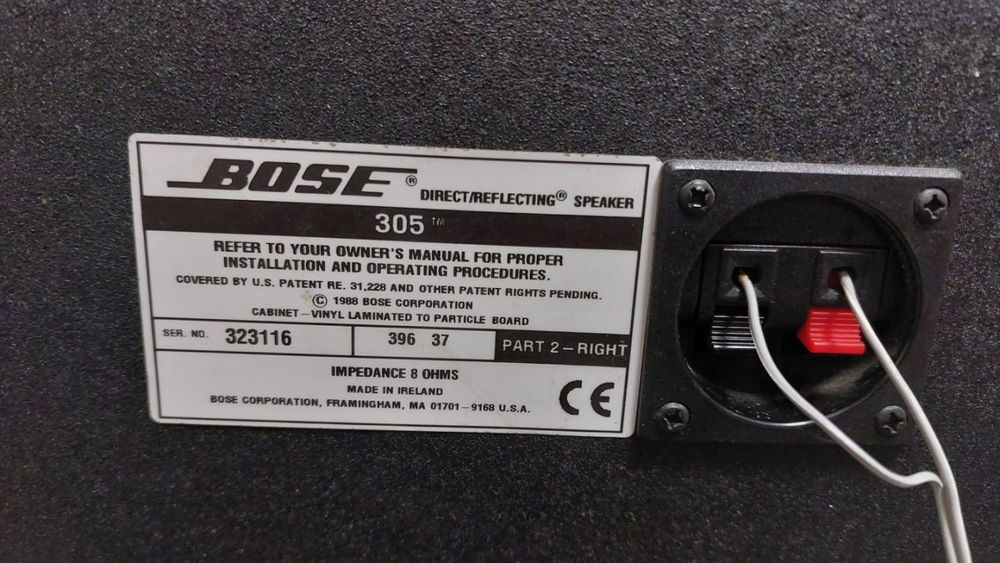 BOSE® DIRECT/REFLECTING® SPEAKER
305™
REFER TO YOUR OWNER'S MANUAL FOR PROPER
INSTALLATION AND OPERATING PROCEDURES.
COVERED BY U.S. PATENT RE. 31,228 AND OTHER PATENT RIGHTS PENDING.
© 1988 BOSE CORPORATION
CABINET—VINYL LAMINATED TO PARTICLE BOARD
SER. NO. 323116 396 37 PART 2—RIGHT
IMPEDANCE 8 OHMS
MADE IN IRELAND
BOSE CORPORATION, FRAMINGHAM, MA 01701—9168 U.S.A.
CE